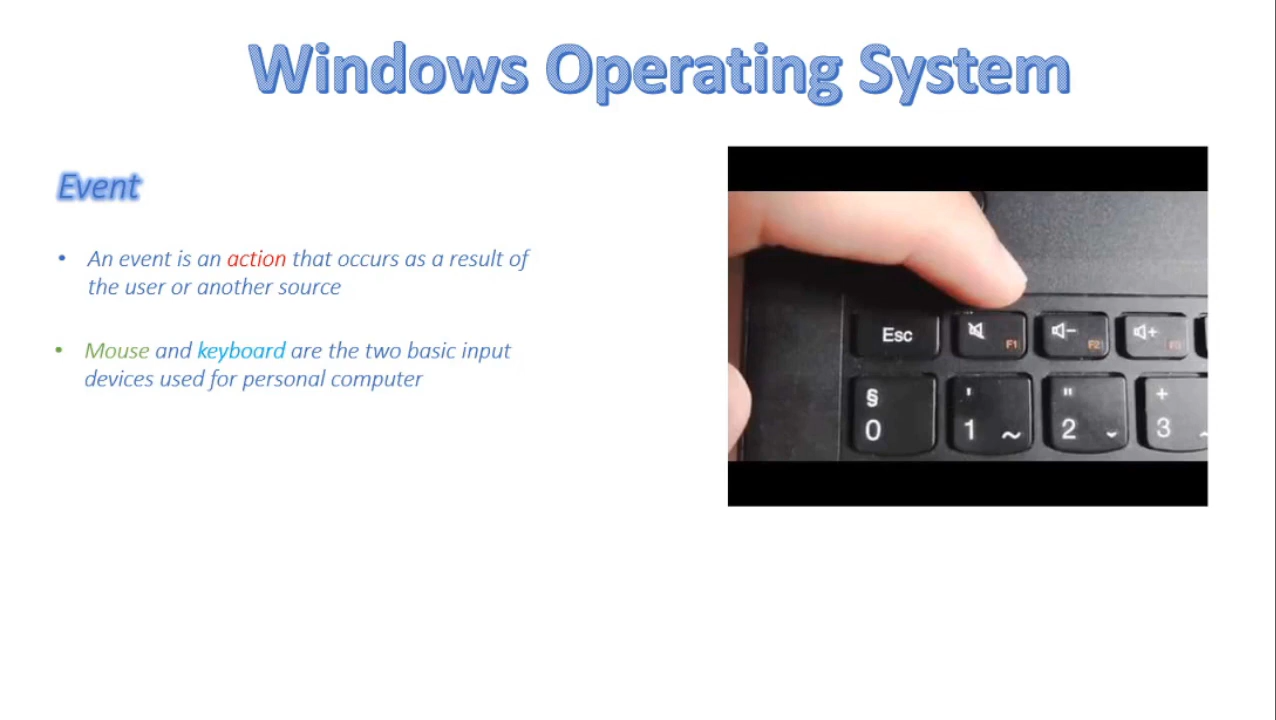 Windows Operating System
Event
• An event is an action that occurs as a result of
the user or another source
• Mouse and keyboard are the two basic input
devices used for personal computer
Esc F1 F2
§ ' " +
0 1 ~ 2 ˇ 3 ~